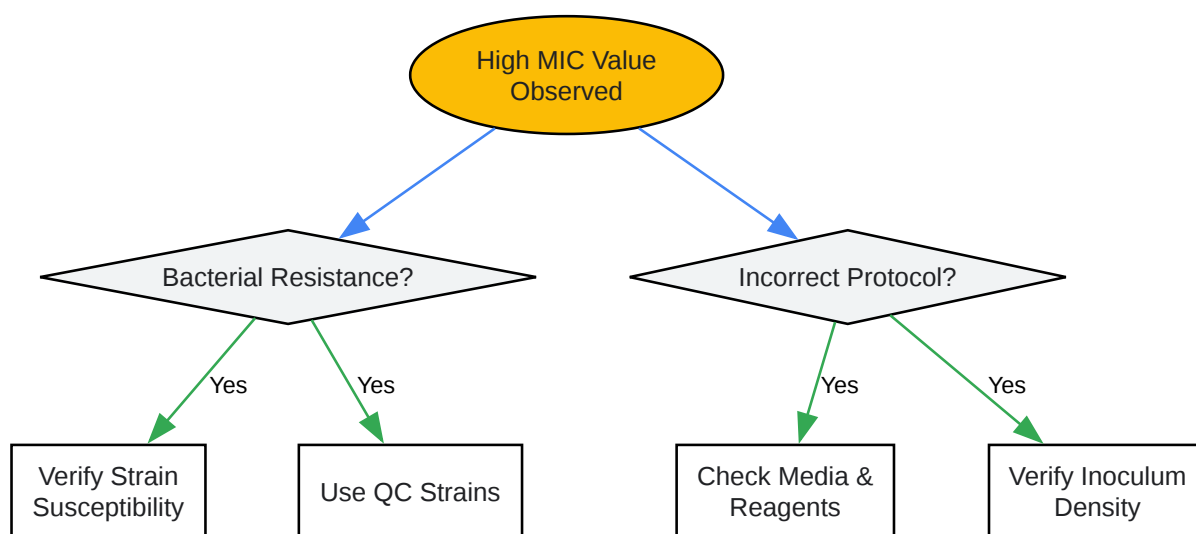 High MIC Value
Observed
Bacterial Resistance?
Incorrect Protocol?
Yes
Yes
Yes
Yes
Verify Strain
Susceptibility
Use QC Strains
Check Media &
Reagents
Verify Inoculum
Density